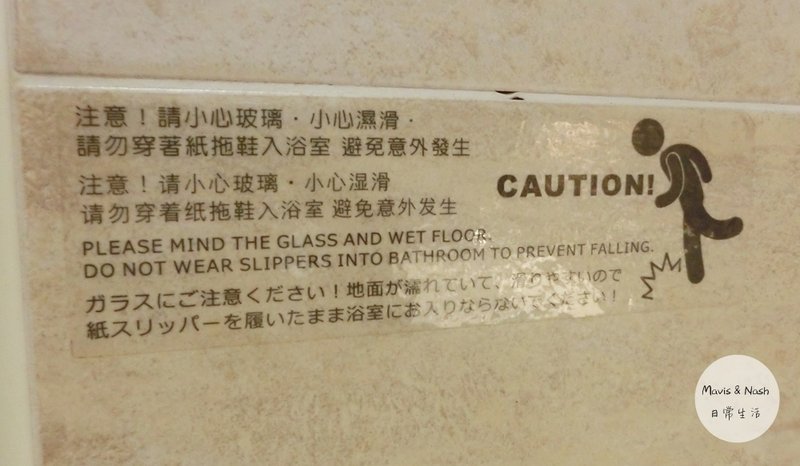 注意！請小心玻璃．小心濕滑．
請勿穿著紙拖鞋入浴室 避免意外發生
注意！请小心玻璃．小心湿滑
请勿穿着纸拖鞋入浴室 避免意外发生
CAUTION!
PLEASE MIND THE GLASS AND WET FLOOR.
DO NOT WEAR SLIPPERS INTO BATHROOM TO PREVENT FALLING.
ガラスにご注意ください！地面が濡れていて、滑りやすいので
紙スリッパーを履いたまま浴室にお入りならないでください！
Mavis & Nash
日常生活